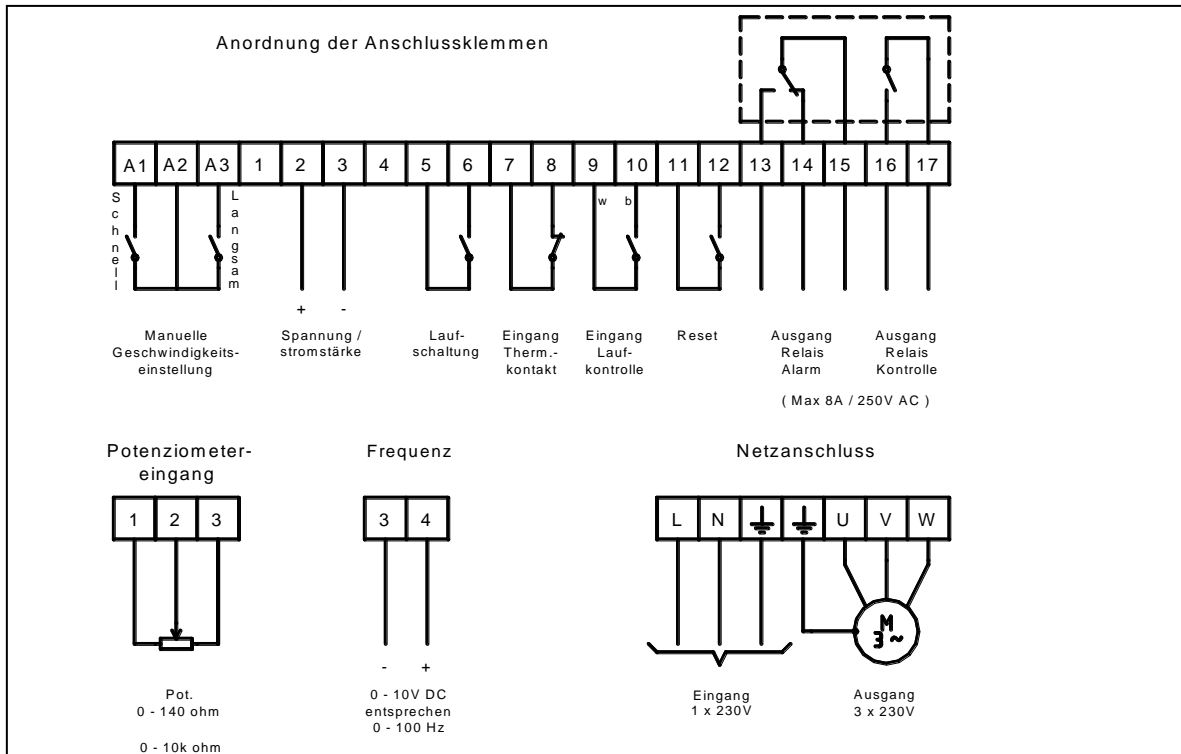 Anordnung der Anschlussklemmen
A1 A2 A3 1 2 3 4 5 6 7 8 9 10 11 12 13 14 15 16 17
Schnell
Langsam
w b
+ -
Manuelle
Geschwindigkeits-
einstellung
Spannung /
stromstärke
Lauf-
schaltung
Eingang
Therm.-
kontakt
Eingang
Lauf-
kontrolle
Reset
Ausgang
Relais
Alarm
Ausgang
Relais
Kontrolle
( Max 8A / 250V AC )
Potenziometer-
eingang
1 2 3
Pot.
0 - 140 ohm
0 - 10k ohm
Frequenz
3 4
- +
0 - 10V DC
entsprechen
0 - 100 Hz
Netzanschluss
L N U V W
M
3 ~
Eingang
1 x 230V
Ausgang
3 x 230V